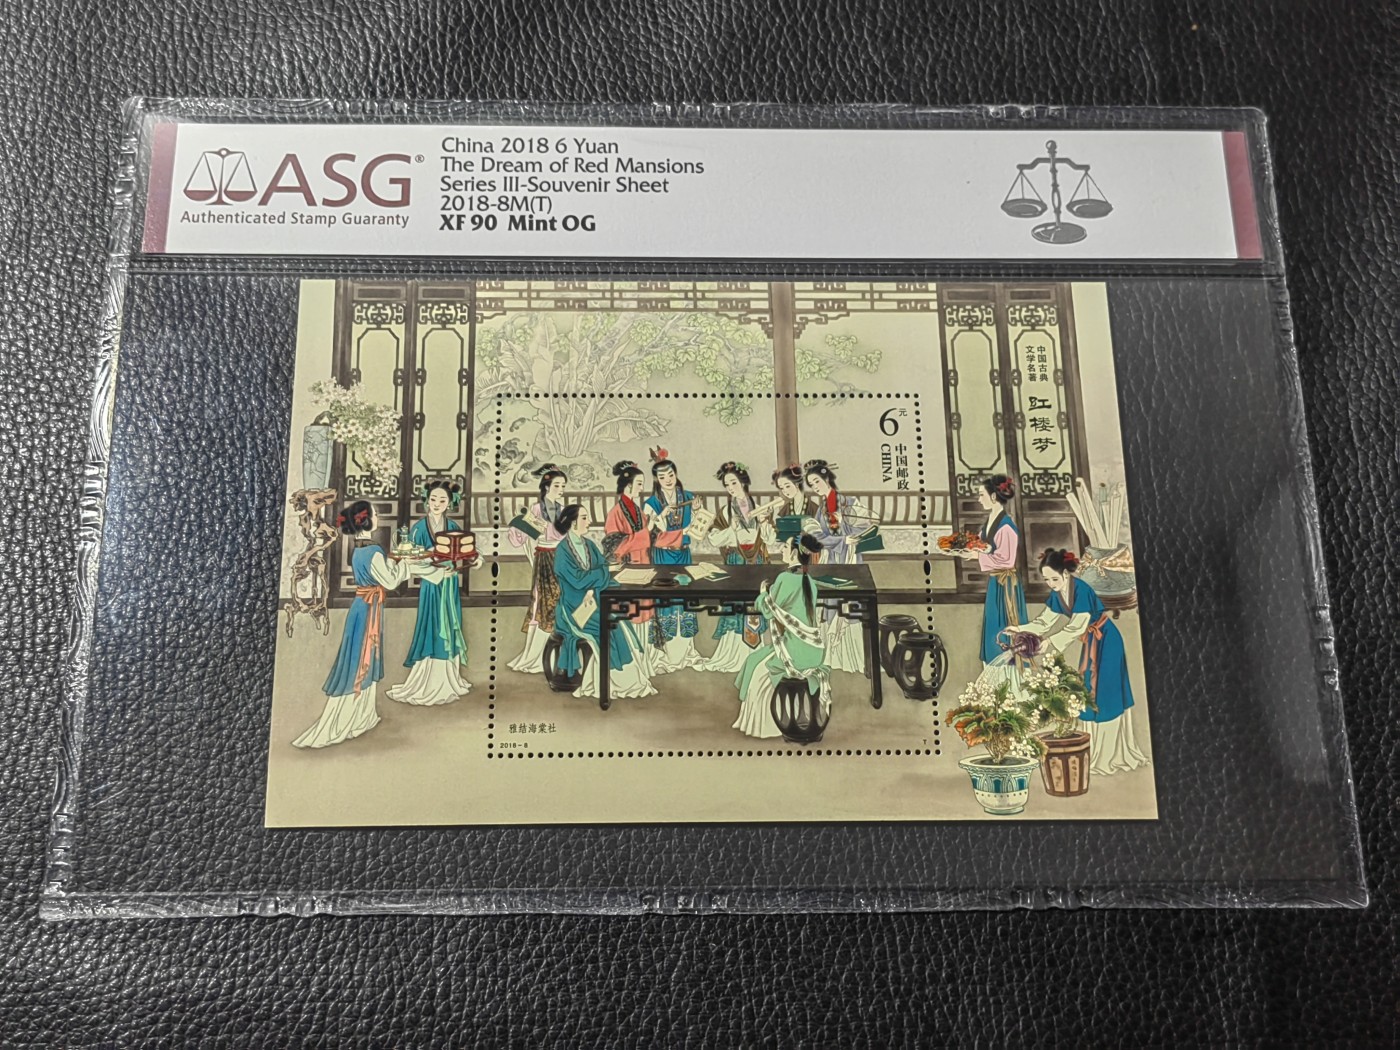 ASG®
Authenticated Stamp Guaranty
China 2018 6 Yuan
The Dream of Red Mansions
Series III-Souvenir Sheet
2018-8M(T)
XF 90 Mint OG
中国古典
文学名著
红楼梦
6元
中国邮政
CHINA
雅结海棠社
2018-8
T